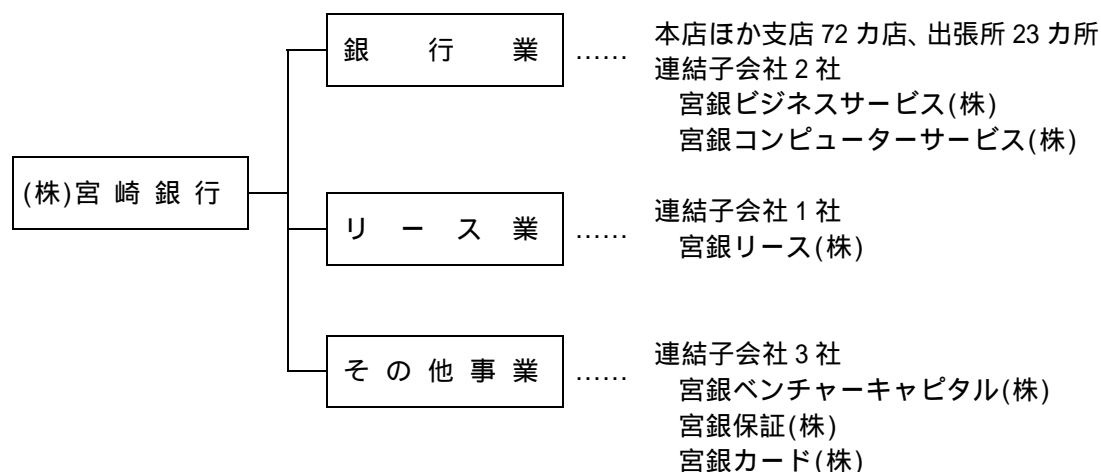 (株)宮崎銀行
銀行業 …… 本店ほか支店 72 カ店、出張所 23 カ所
連結子会社 2 社
宮銀ビジネスサービス(株)
宮銀コンピューターサービス(株)
リース業 …… 連結子会社 1 社
宮銀リース(株)
その他事業 …… 連結子会社 3 社
宮銀ベンチャーキャピタル(株)
宮銀保証(株)
宮銀カード(株)